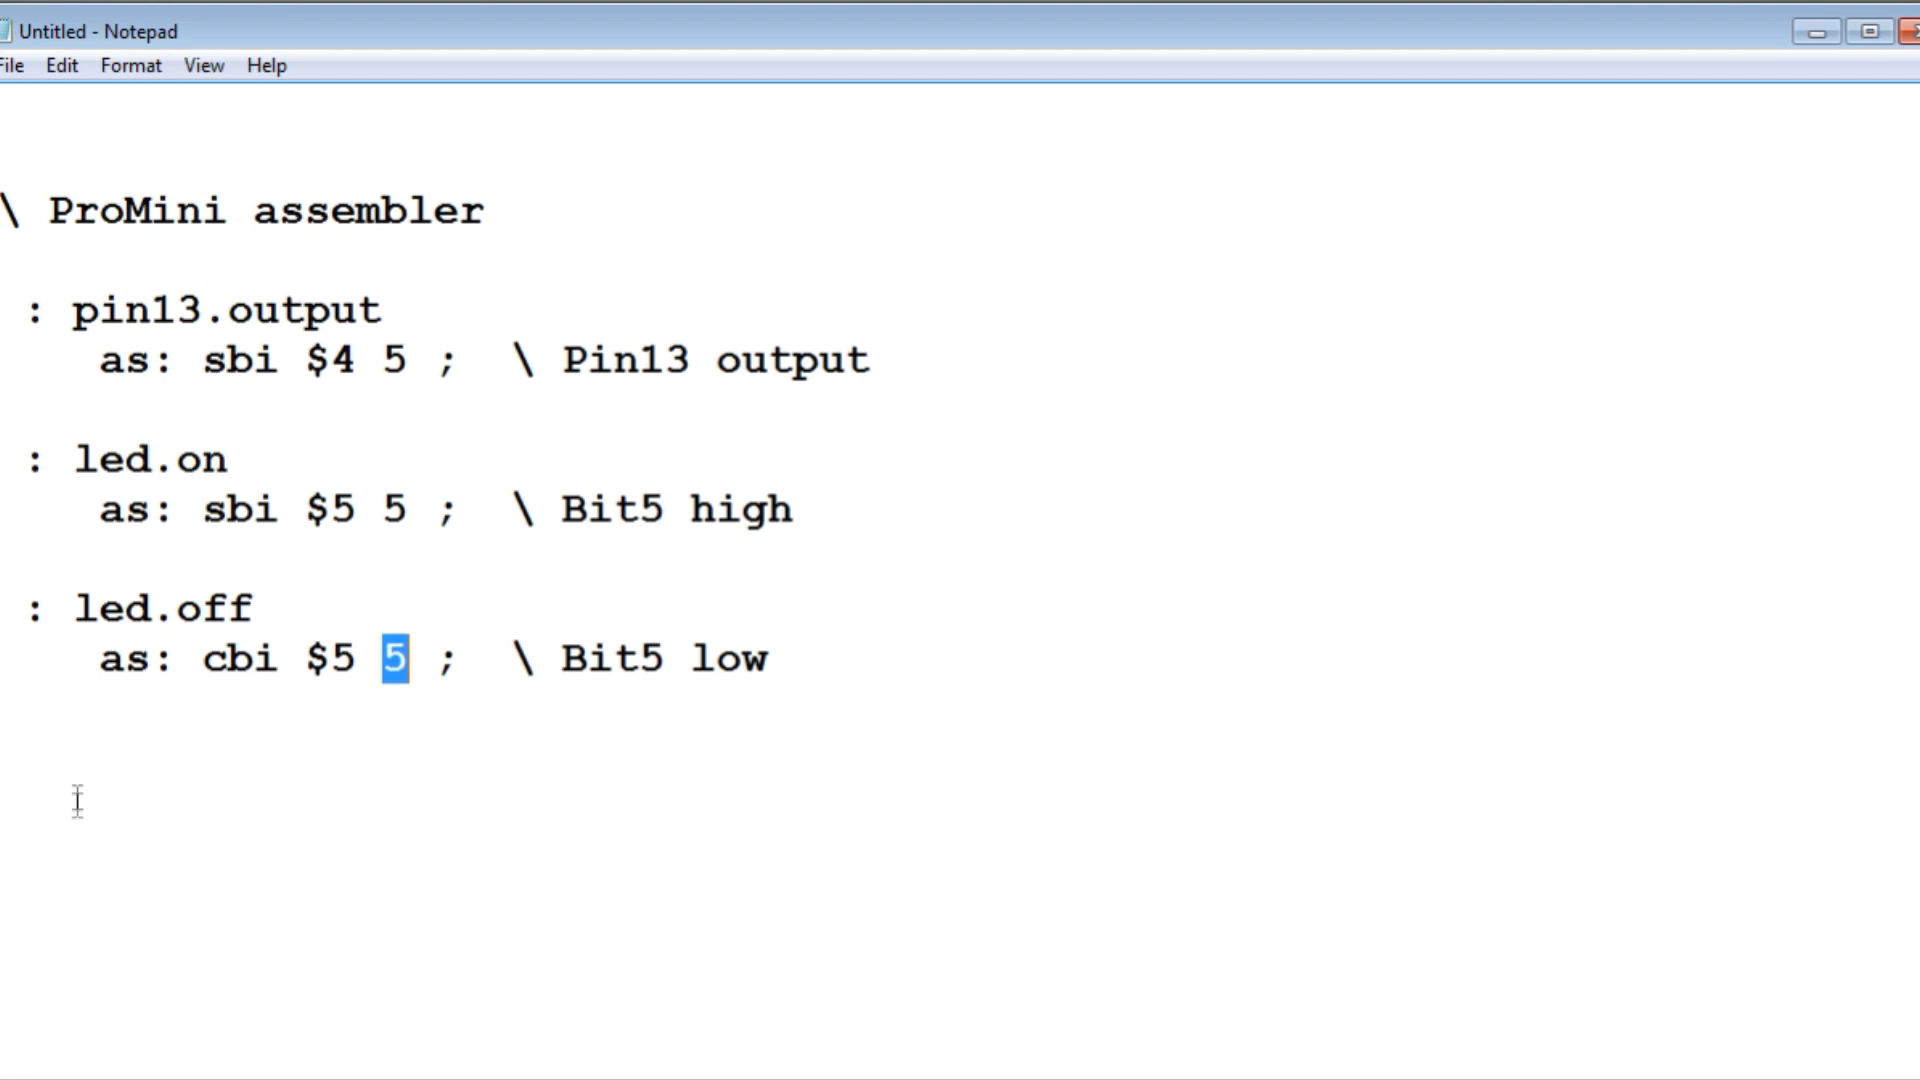 Untitled - Notepad
File Edit Format View Help
\ ProMini assembler
: pin13.output
as: sbi $4 5 ; \ Pin13 output
: led.on
as: sbi $5 5 ; \ Bit5 high
: led.off
as: cbi $5 5 ; \ Bit5 low